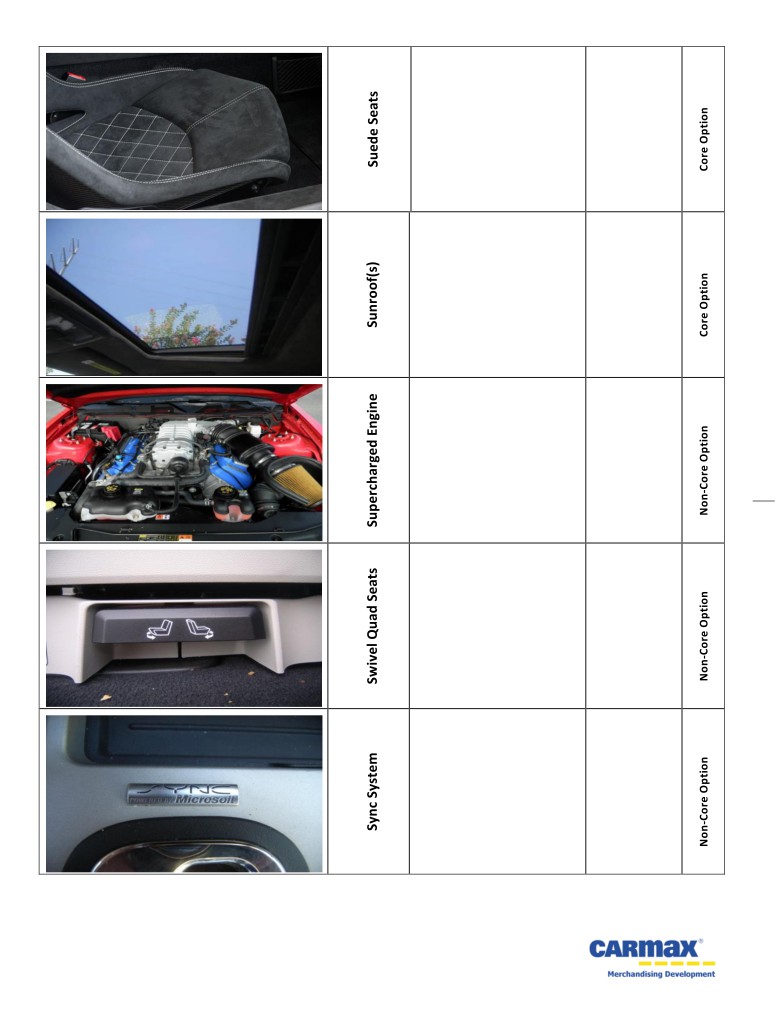 Suede Seats
Core Option
Sunroof(s)
Core Option
Supercharged Engine
Non-Core Option
Swivel Quad Seats
Non-Core Option
SYNC
Microsoft
Sync System
Non-Core Option
CARMAX®
Merchandising Development